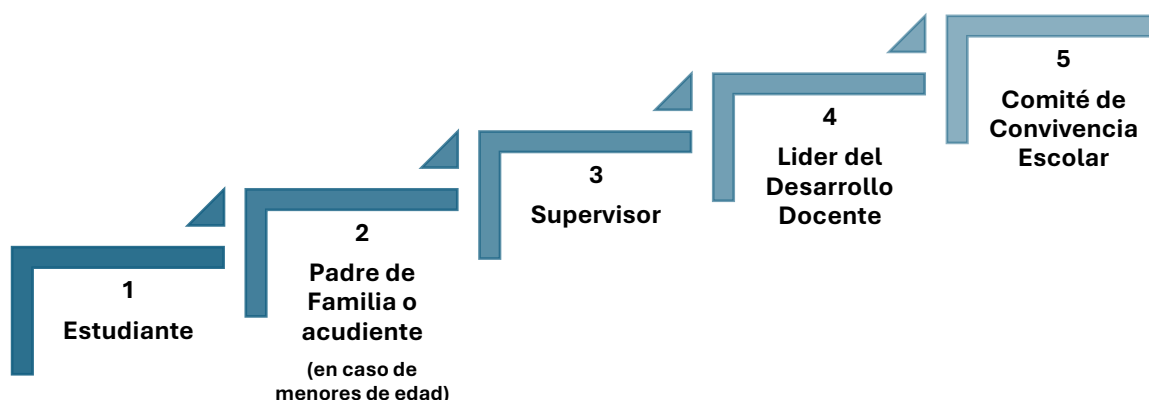 1
Estudiante
2
Padre de
Familia o
acudiente
(en caso de
menores de edad)
3
Supervisor
4
Lider del
Desarrollo
Docente
5
Comité de
Convivencia
Escolar